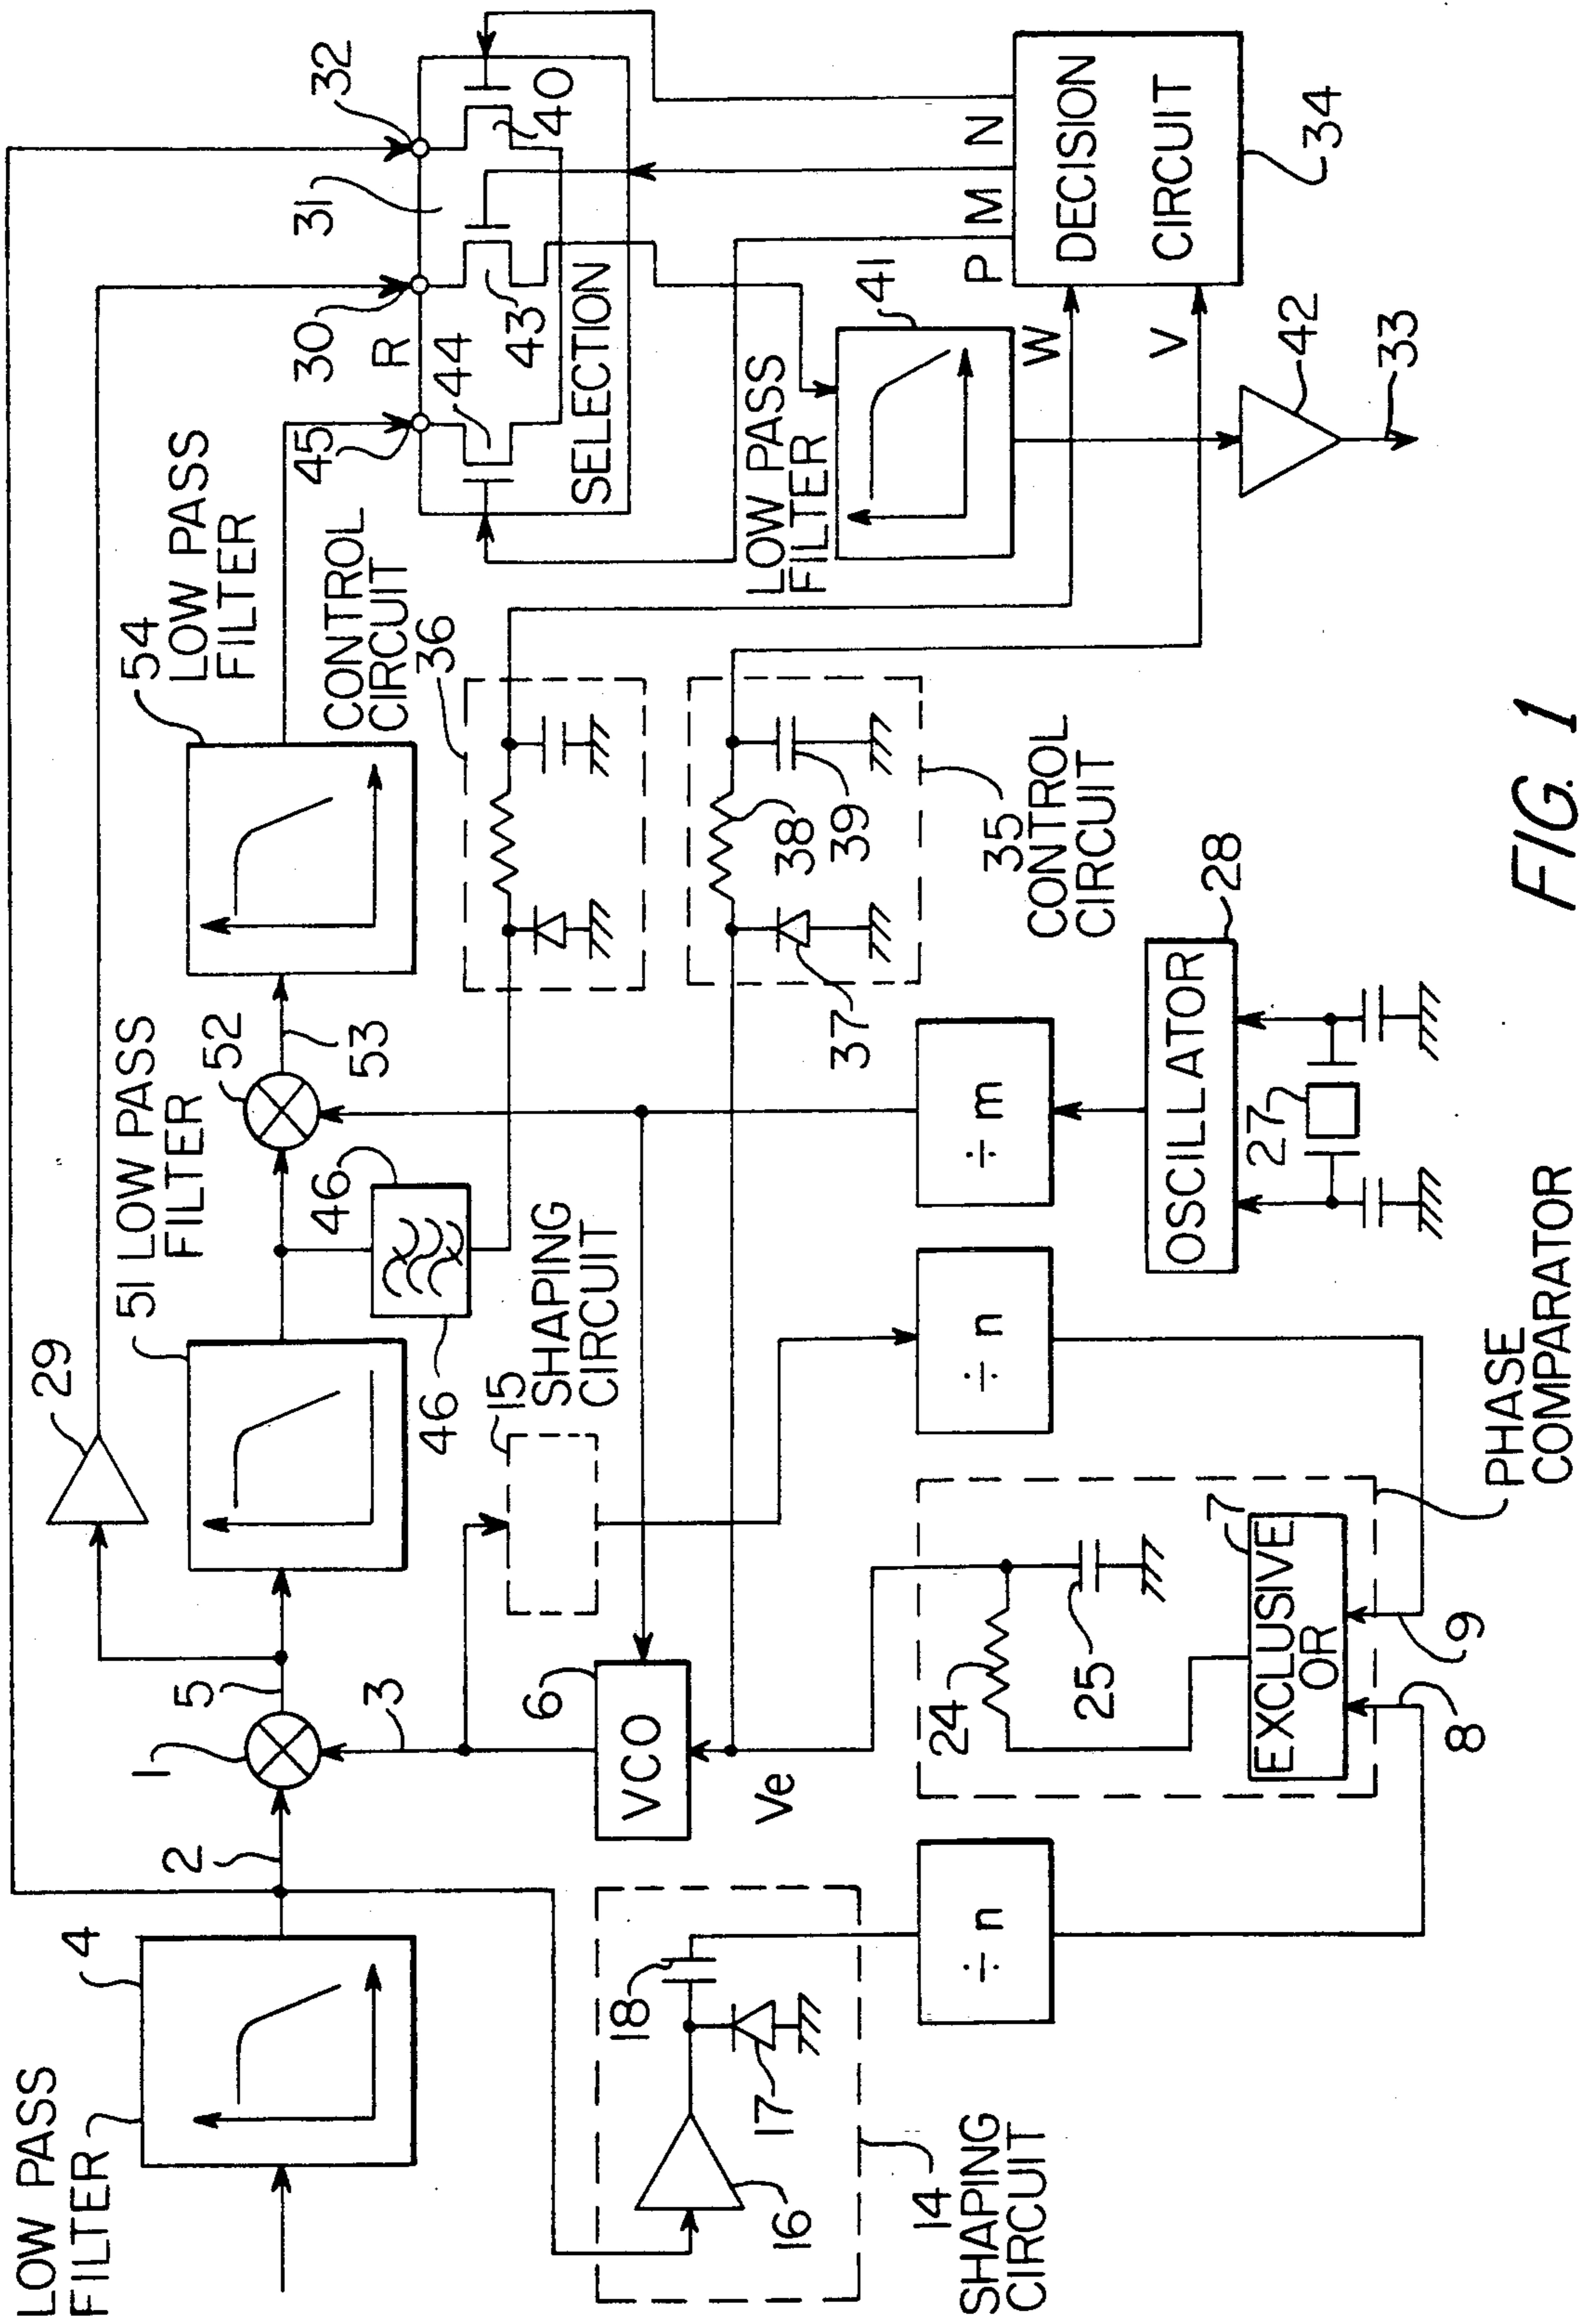 LOW PASS
FILTER
4
2
1
5
3
29
51 LOW PASS
FILTER
52
53
54
LOW PASS
FILTER
CONTROL
CIRCUIT
36
46
46
15
SHAPING
CIRCUIT
6
VCO
Ve
32
31
30
R
45
44
43
40
SELECTION
LOW PASS
FILTER
41
P M N
DECISION
CIRCUIT
34
W
V
42
33
37
38
39
35
CONTROL
CIRCUIT
18
17
16
14
SHAPING
CIRCUIT
÷ n
÷ n
÷ m
OSCILLATOR
28
27
24
25
EXCLUSIVE
OR
7
8
9
PHASE
COMPARATOR
FIG. 1